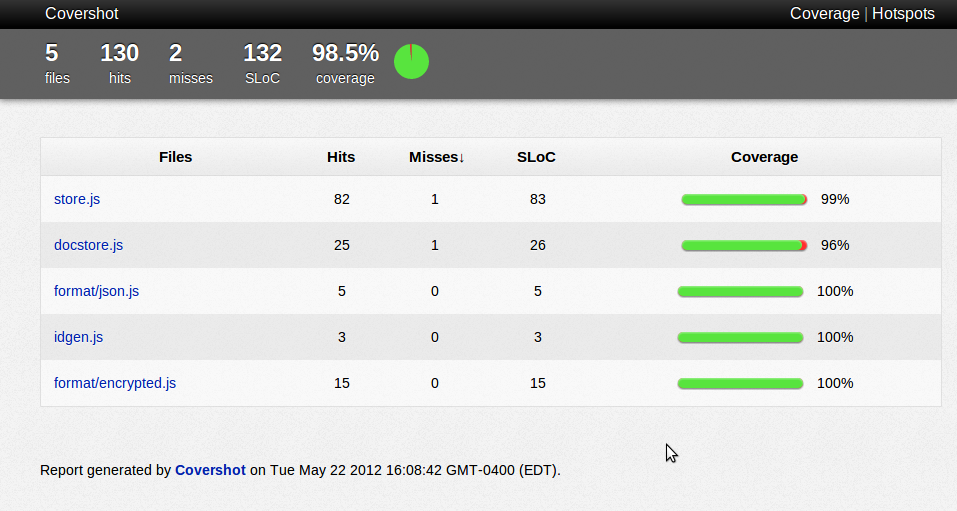 Covershot Coverage | Hotspots
5 130 2 132 98.5%
files hits misses SLoC coverage
Files Hits Misses↓ SLoC Coverage
store.js 82 1 83 99%
docstore.js 25 1 26 96%
format/json.js 5 0 5 100%
idgen.js 3 0 3 100%
format/encrypted.js 15 0 15 100%
Report generated by Covershot on Tue May 22 2012 16:08:42 GMT-0400 (EDT).